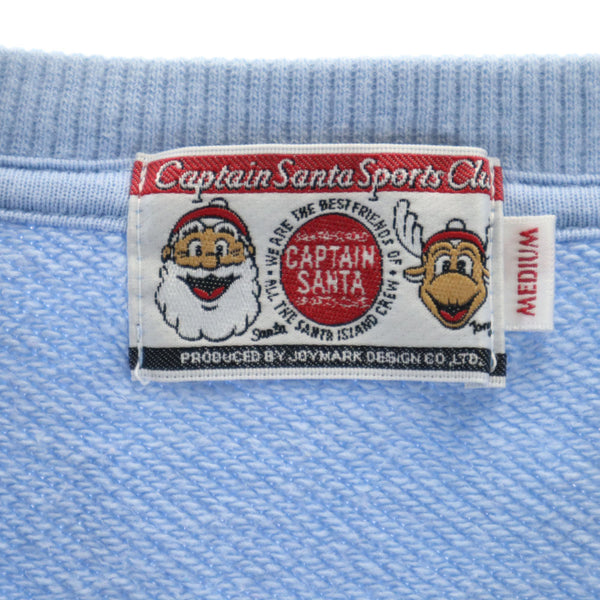 Captain Santa Sports Clu
WE ARE THE BEST FRIENDS OF
CAPTAIN
SANTA
ALL THE SANTA ISLAND CREW
Santa
MEDIUM
PRODUCED BY JOYMARK DESIGN CO.,LTD.